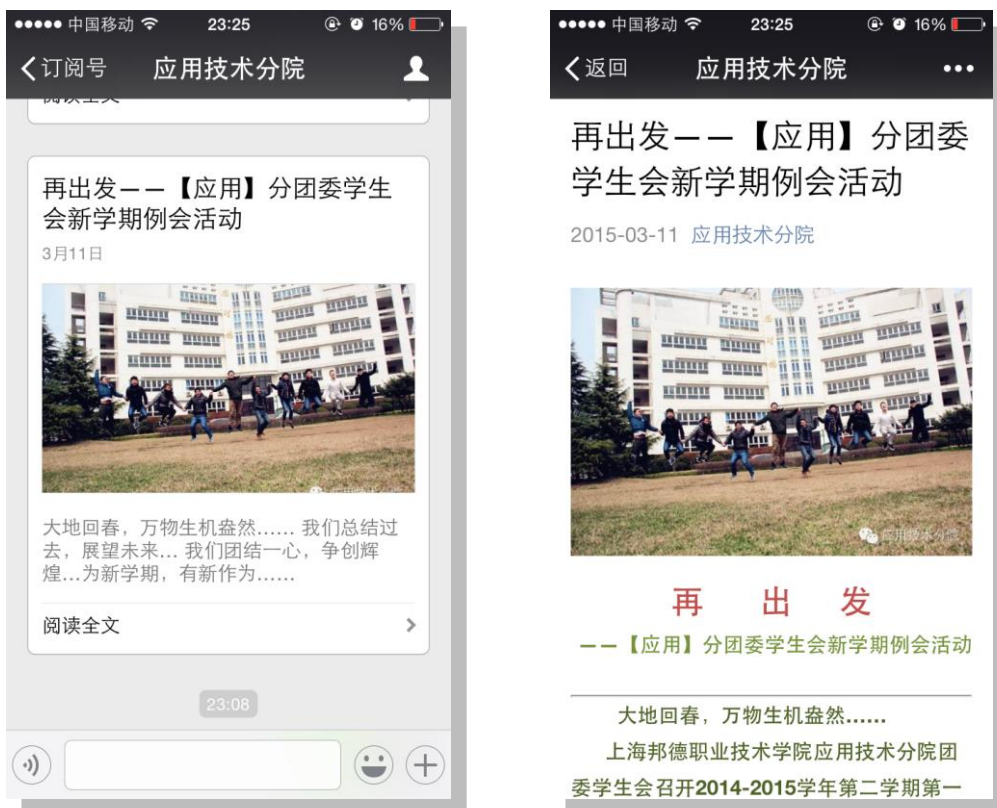 中国移动 23:25 16%
订阅号 应用技术分院
阅读全文
再出发——【应用】分团委学生
会新学期例会活动
3月11日
应用技术分院
大地回春，万物生机盎然…… 我们总结过
去，展望未来… 我们团结一心，争创辉
煌…为新学期，有新作为……
阅读全文
23:08
中国移动 23:25 16%
返回 应用技术分院
再出发——【应用】分团委
学生会新学期例会活动
2015-03-11 应用技术分院
应用技术分院
再 出 发
——【应用】分团委学生会新学期例会活动
大地回春，万物生机盎然……
上海邦德职业技术学院应用技术分院团
委学生会召开2014-2015学年第二学期第一